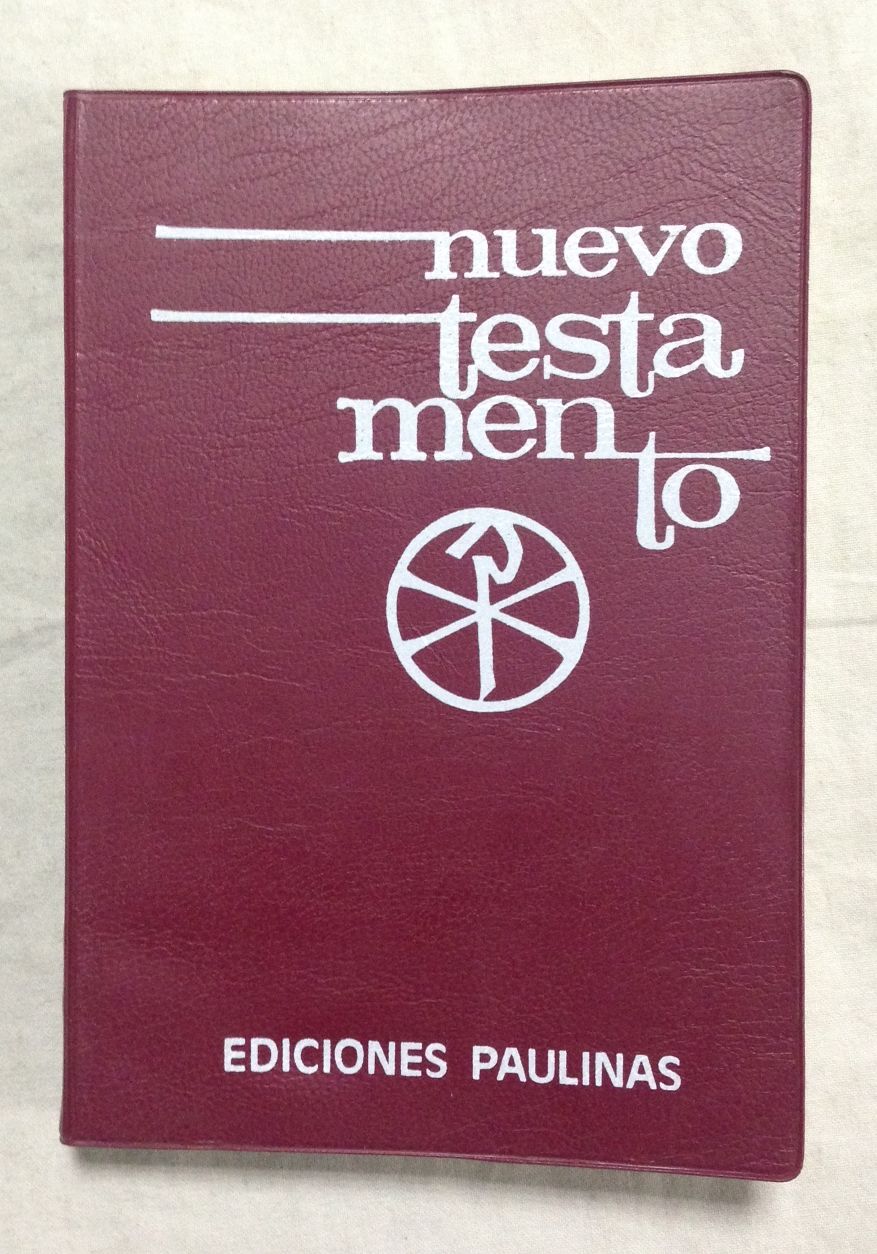 nuevo
testa
men
to
EDICIONES PAULINAS